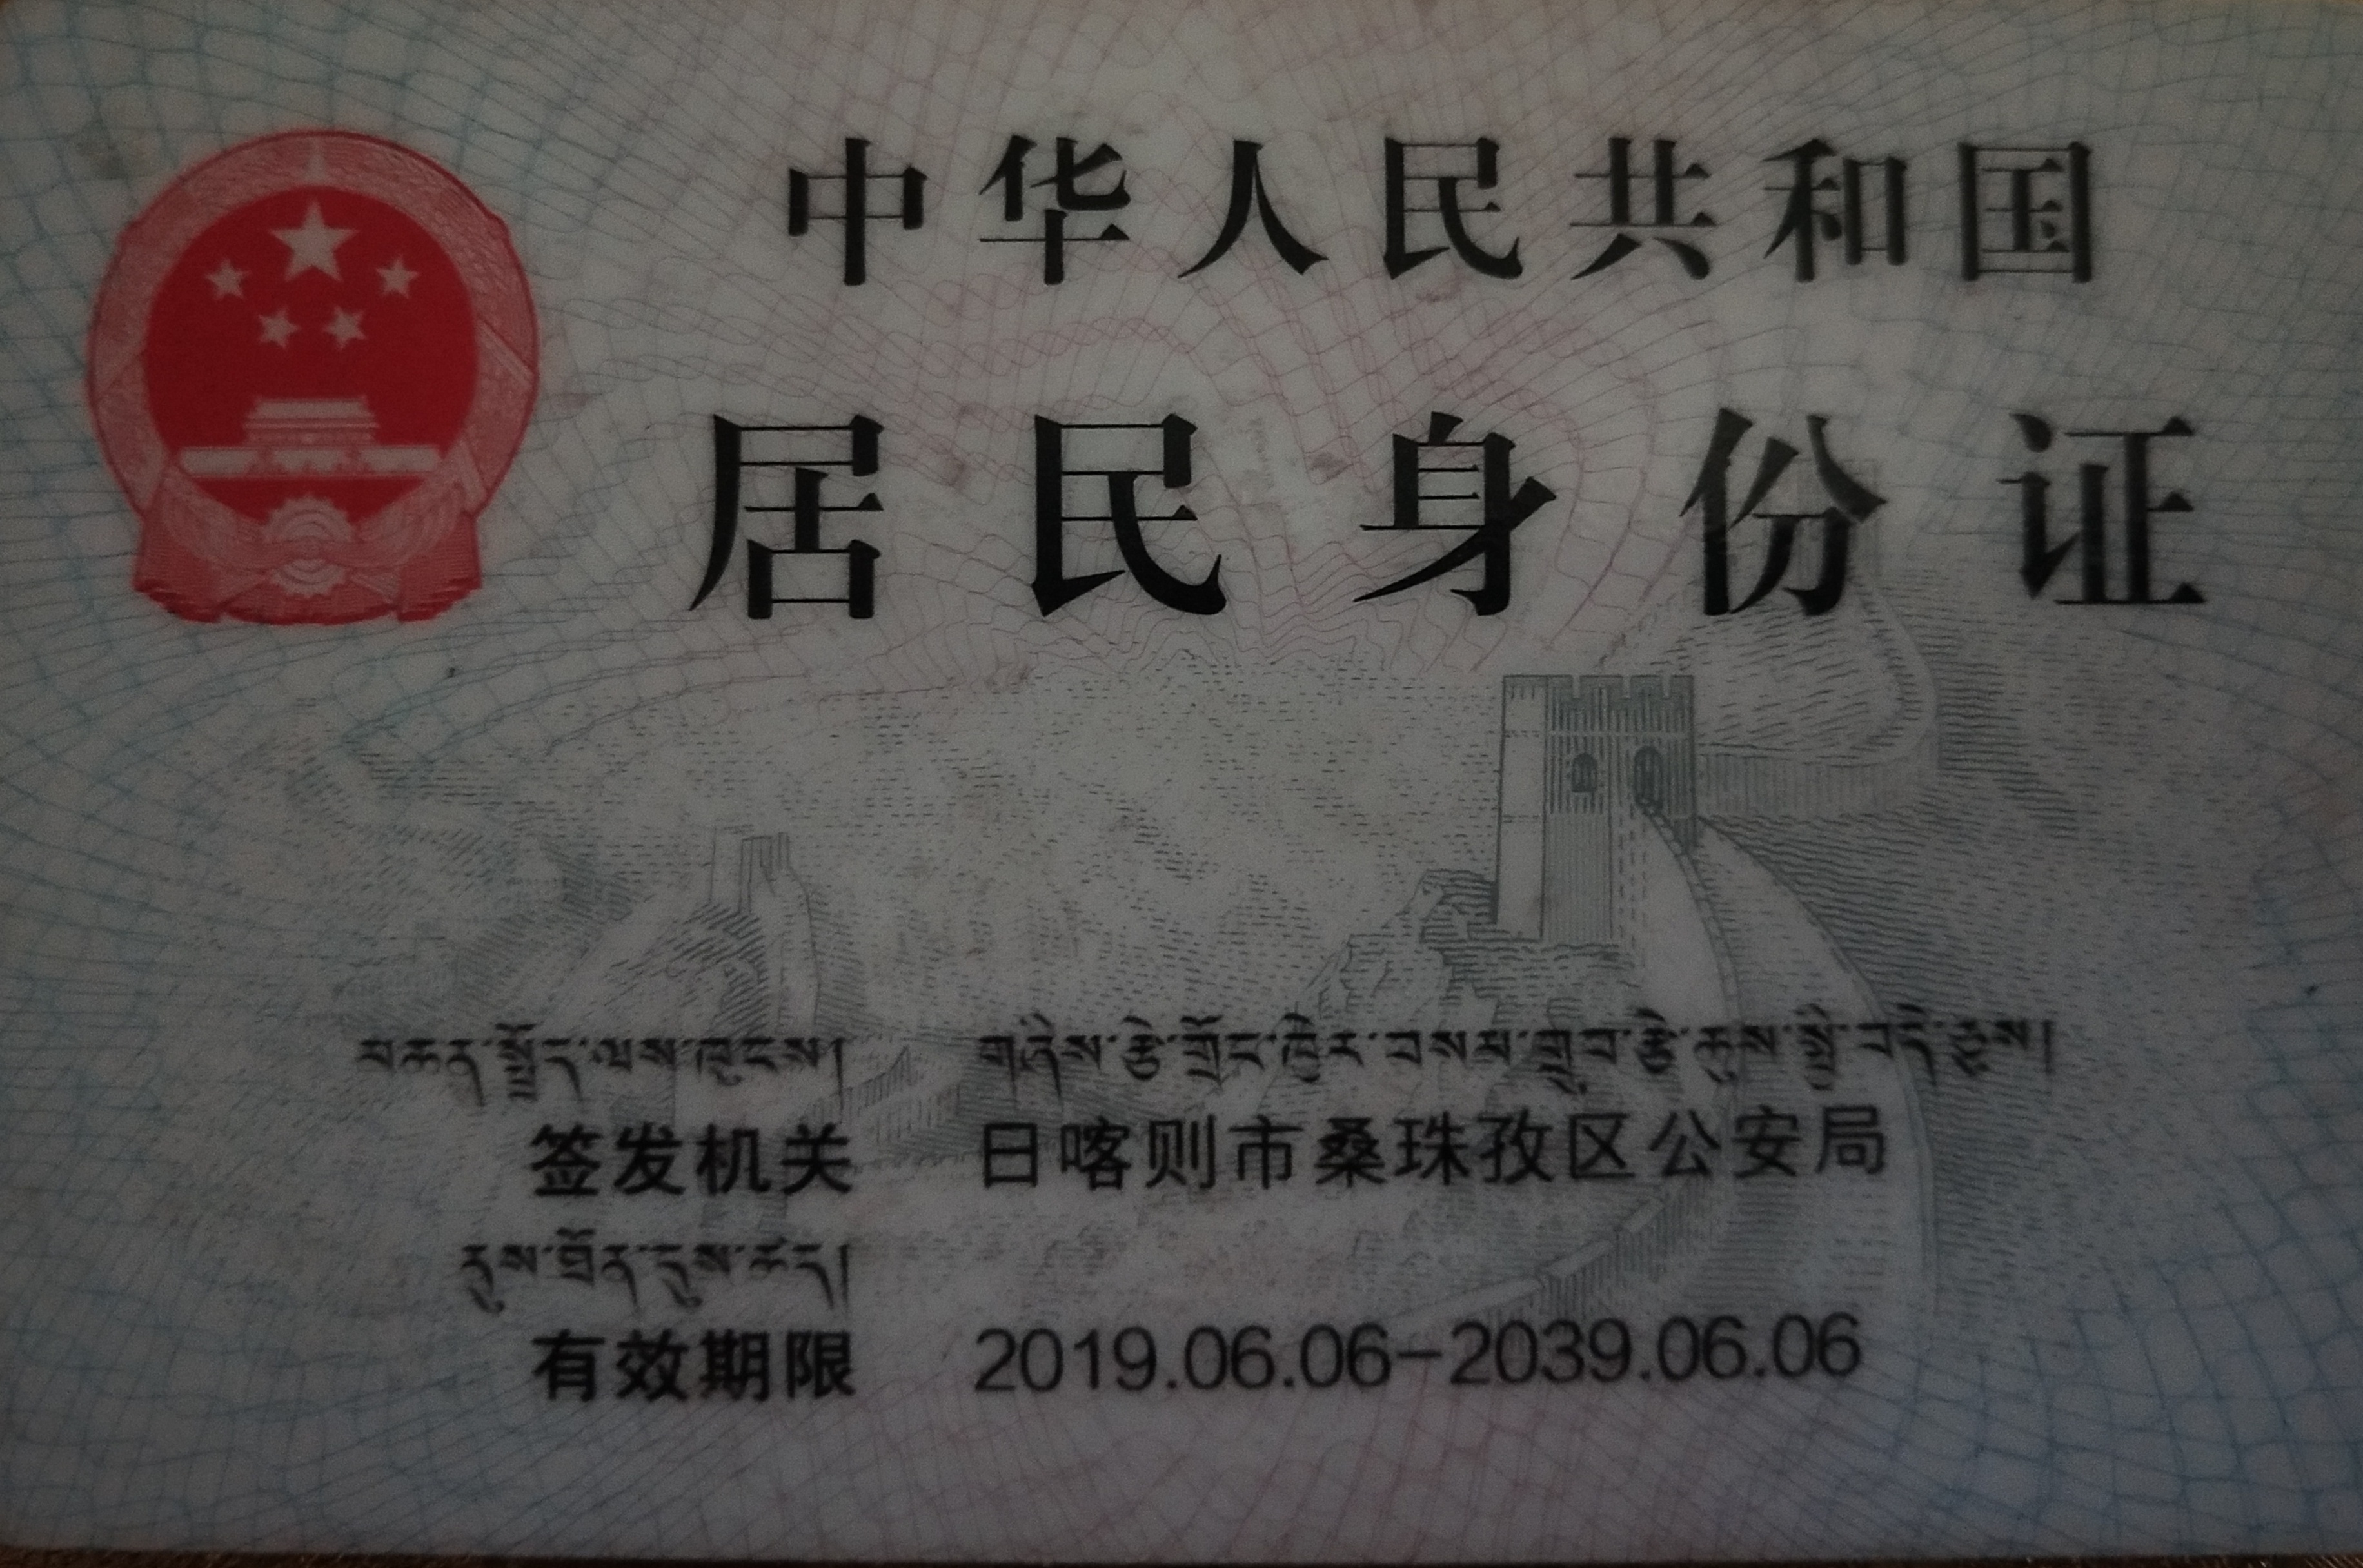 中华人民共和国
居民身份证
མཆན་སྤྲོད་ལས་ཁུངས། གཞིས་རྩེ་གྲོང་ཁྱེར་བསམ་གྲུབ་རྩེ་ཆུས་སྤྱི་བདེ་ཅུས།
签发机关 日喀则市桑珠孜区公安局
ནུས་ཐོན་དུས་ཚོད།
有效期限 2019.06.06-2039.06.06